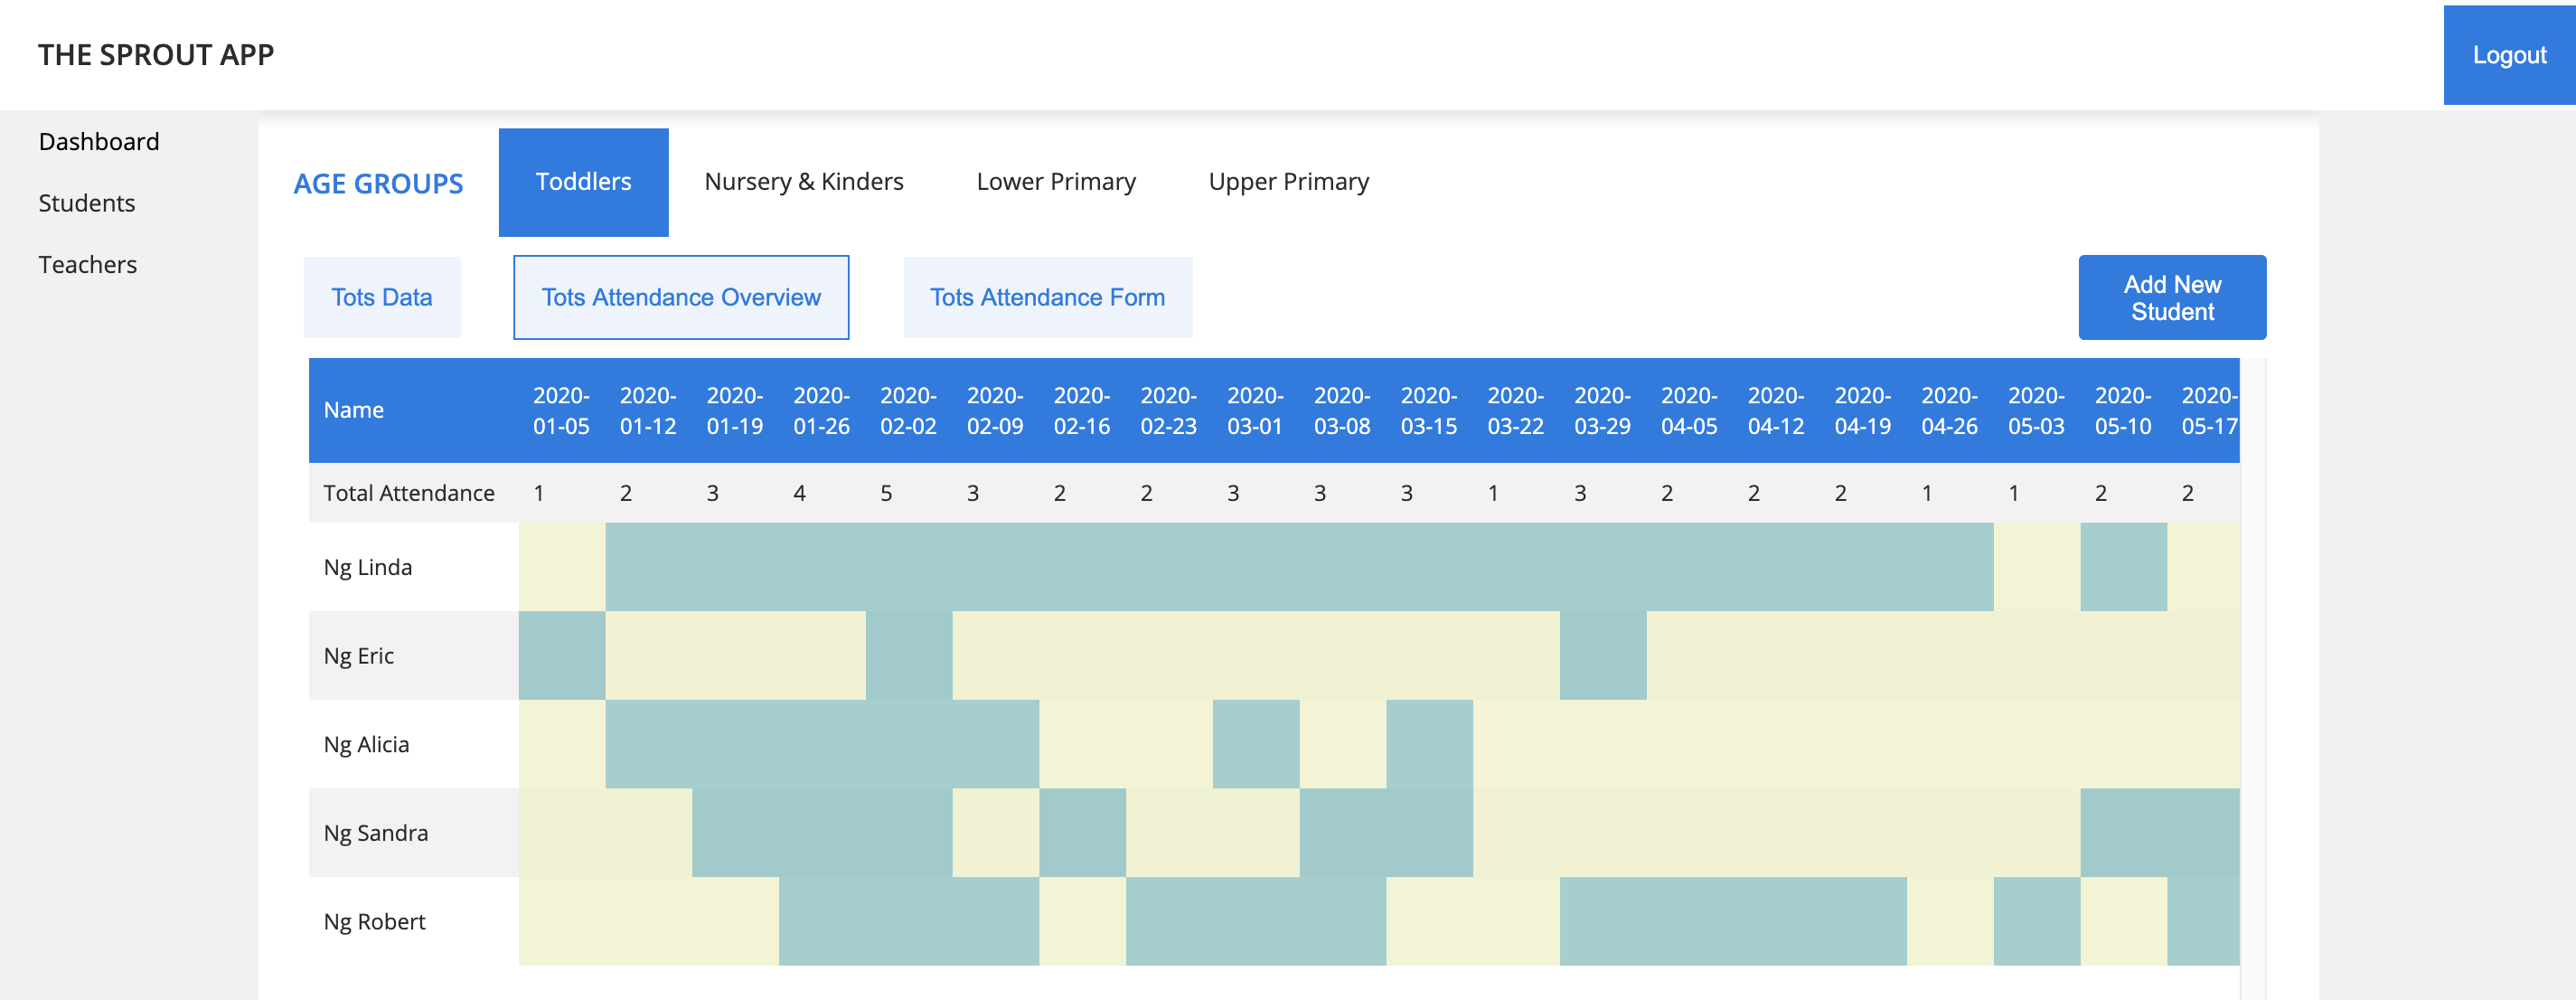 THE SPROUT APP
Logout
Dashboard
Students
Teachers
AGE GROUPS Toddlers Nursery & Kinders Lower Primary Upper Primary
Tots Data Tots Attendance Overview Tots Attendance Form
Add New
Student
Name
2020-01-05 2020-01-12 2020-01-19 2020-01-26 2020-02-02 2020-02-09 2020-02-16 2020-02-23 2020-03-01 2020-03-08 2020-03-15 2020-03-22 2020-03-29 2020-04-05 2020-04-12 2020-04-19 2020-04-26 2020-05-03 2020-05-10 2020-05-17
Total Attendance 1 2 3 4 5 3 2 2 3 3 3 1 3 2 2 2 1 1 2 2
Ng Linda
Ng Eric
Ng Alicia
Ng Sandra
Ng Robert